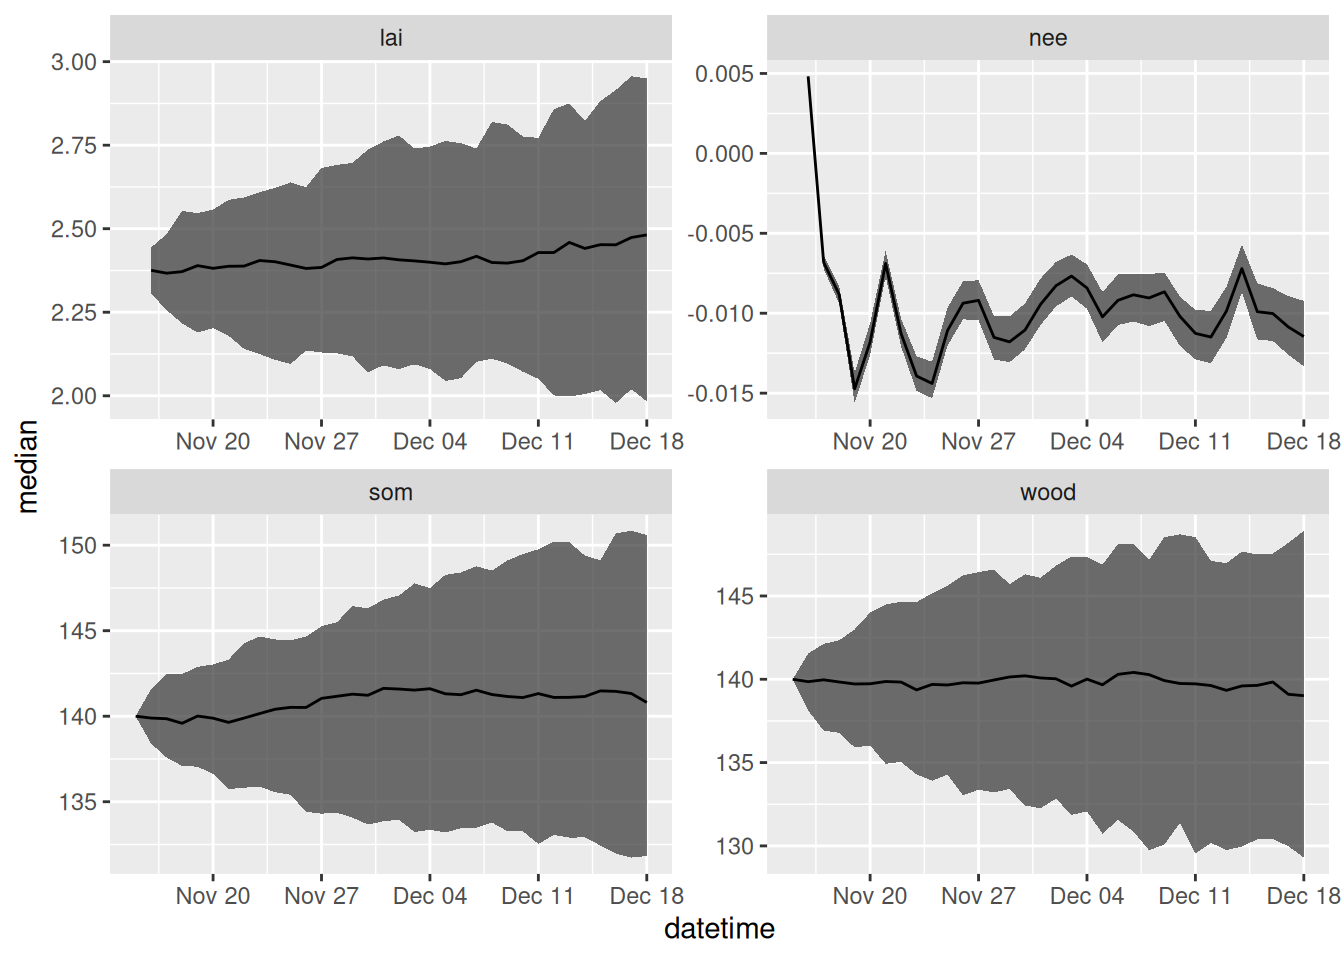 lai
nee
3.00
2.75
2.50
2.25
2.00
0.005
0.000
-0.005
-0.010
-0.015
Nov 20 Nov 27 Dec 04 Dec 11 Dec 18
Nov 20 Nov 27 Dec 04 Dec 11 Dec 18
median
som
wood
150
145
140
135
145
140
135
130
Nov 20 Nov 27 Dec 04 Dec 11 Dec 18
Nov 20 Nov 27 Dec 04 Dec 11 Dec 18
datetime